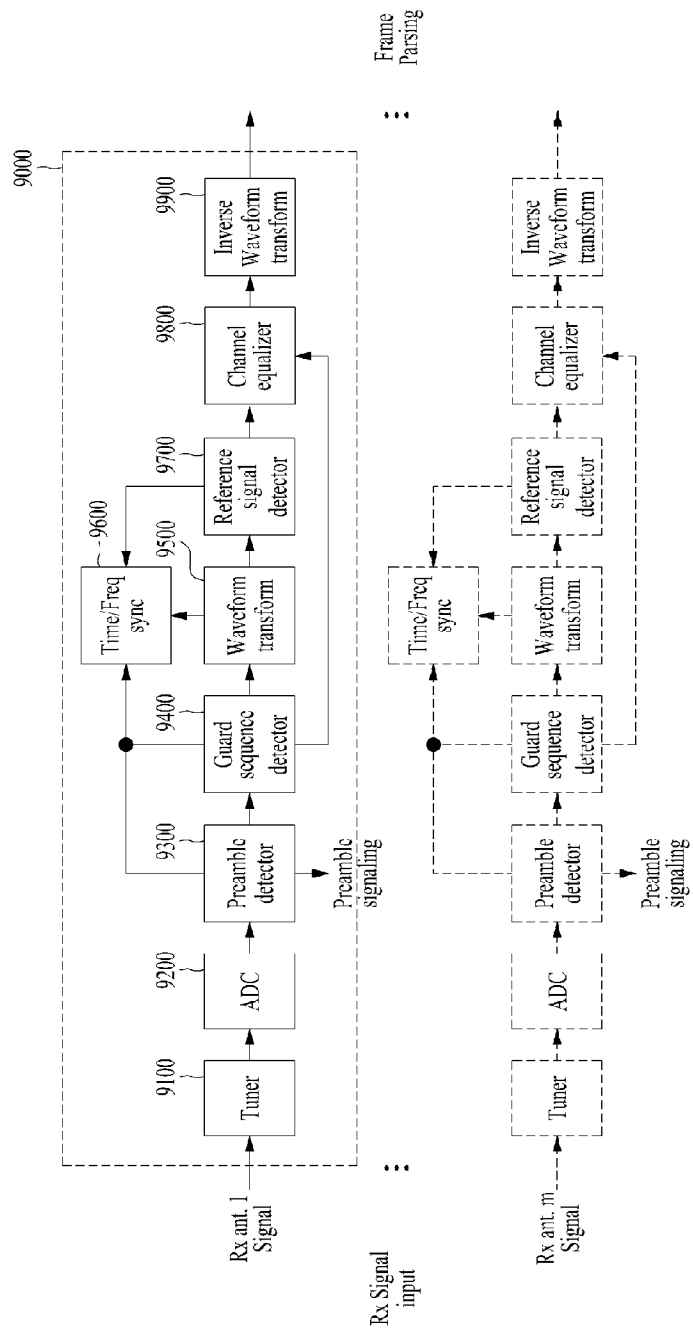 9000
9100
9200
9300
9400
9500
9600
9700
9800
9900
Rx Signal
input
Rx ant. 1
Signal
Tuner
ADC
Preamble
detector
Preamble
signaling
Guard
sequence
detector
Waveform
transform
Time/Freq
sync
Reference
signal
detector
Channel
equalizer
Inverse
Waveform
transform
Frame
Parsing
Rx ant. m
Signal
Tuner
ADC
Preamble
detector
Preamble
signaling
Guard
sequence
detector
Waveform
transform
Time/Freq
sync
Reference
signal
detector
Channel
equalizer
Inverse
Waveform
transform